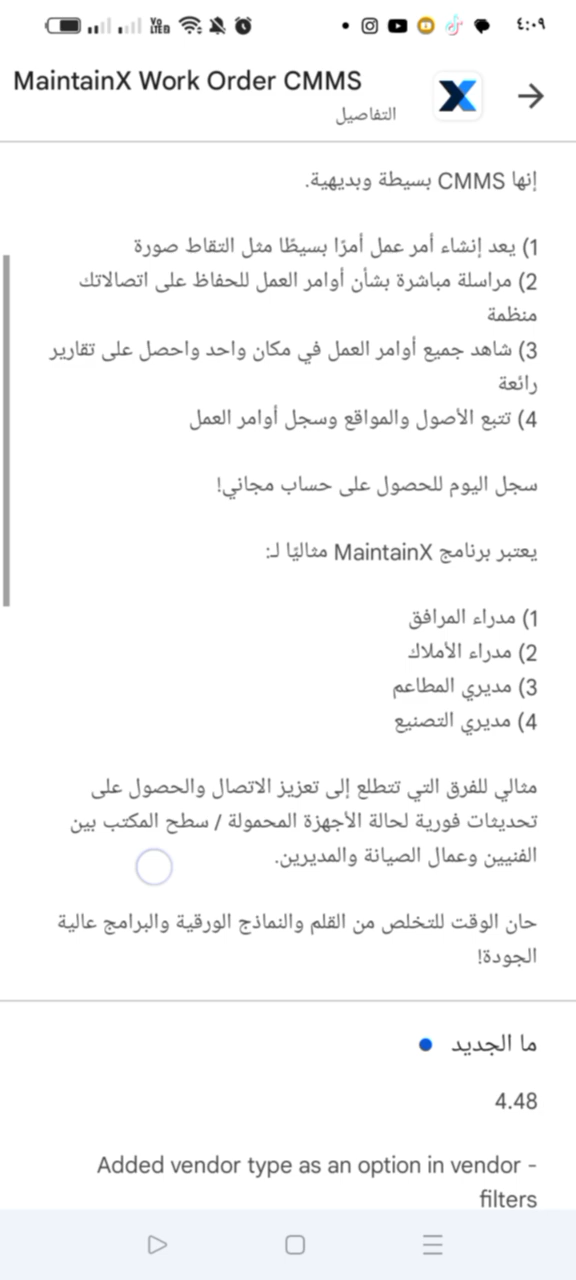 ٤:٠٩
MaintainX Work Order CMMS
التفاصيل
إنها CMMS بسيطة وبديهية.
1) يعد إنشاء أمر عمل أمرًا بسيطًا مثل التقاط صورة
2) مراسلة مباشرة بشأن أوامر العمل للحفاظ على اتصالاتك
منظمة
3) شاهد جميع أوامر العمل في مكان واحد واحصل على تقارير
رائعة
4) تتبع الأصول والمواقع وسجل أوامر العمل
سجل اليوم للحصول على حساب مجاني!
يعتبر برنامج MaintainX مثاليًا لـ:
1) مدراء المرافق
2) مدراء الأملاك
3) مديري المطاعم
4) مديري التصنيع
مثالي للفرق التي تتطلع إلى تعزيز الاتصال والحصول على
تحديثات فورية لحالة الأجهزة المحمولة / سطح المكتب بين
الفنيين وعمال الصيانة والمديرين.
حان الوقت للتخلص من القلم والنماذج الورقية والبرامج عالية
الجودة!
ما الجديد
4.48
Added vendor type as an option in vendor -
filters